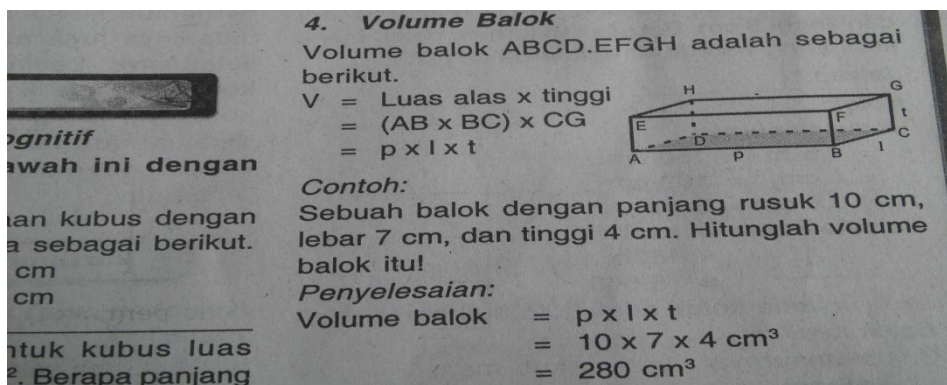 ognitif
awah ini dengan
aan kubus dengan
a sebagai berikut.
cm
cm
ntuk kubus luas
². Berapa panjang
4. Volume Balok
Volume balok ABCD.EFGH adalah sebagai
berikut.
V = Luas alas x tinggi
= (AB x BC) x CG
= p x l x t
H G
E F t
D C
A p B l
Contoh:
Sebuah balok dengan panjang rusuk 10 cm,
lebar 7 cm, dan tinggi 4 cm. Hitunglah volume
balok itu!
Penyelesaian:
Volume balok = p x l x t
= 10 x 7 x 4 cm³
= 280 cm³